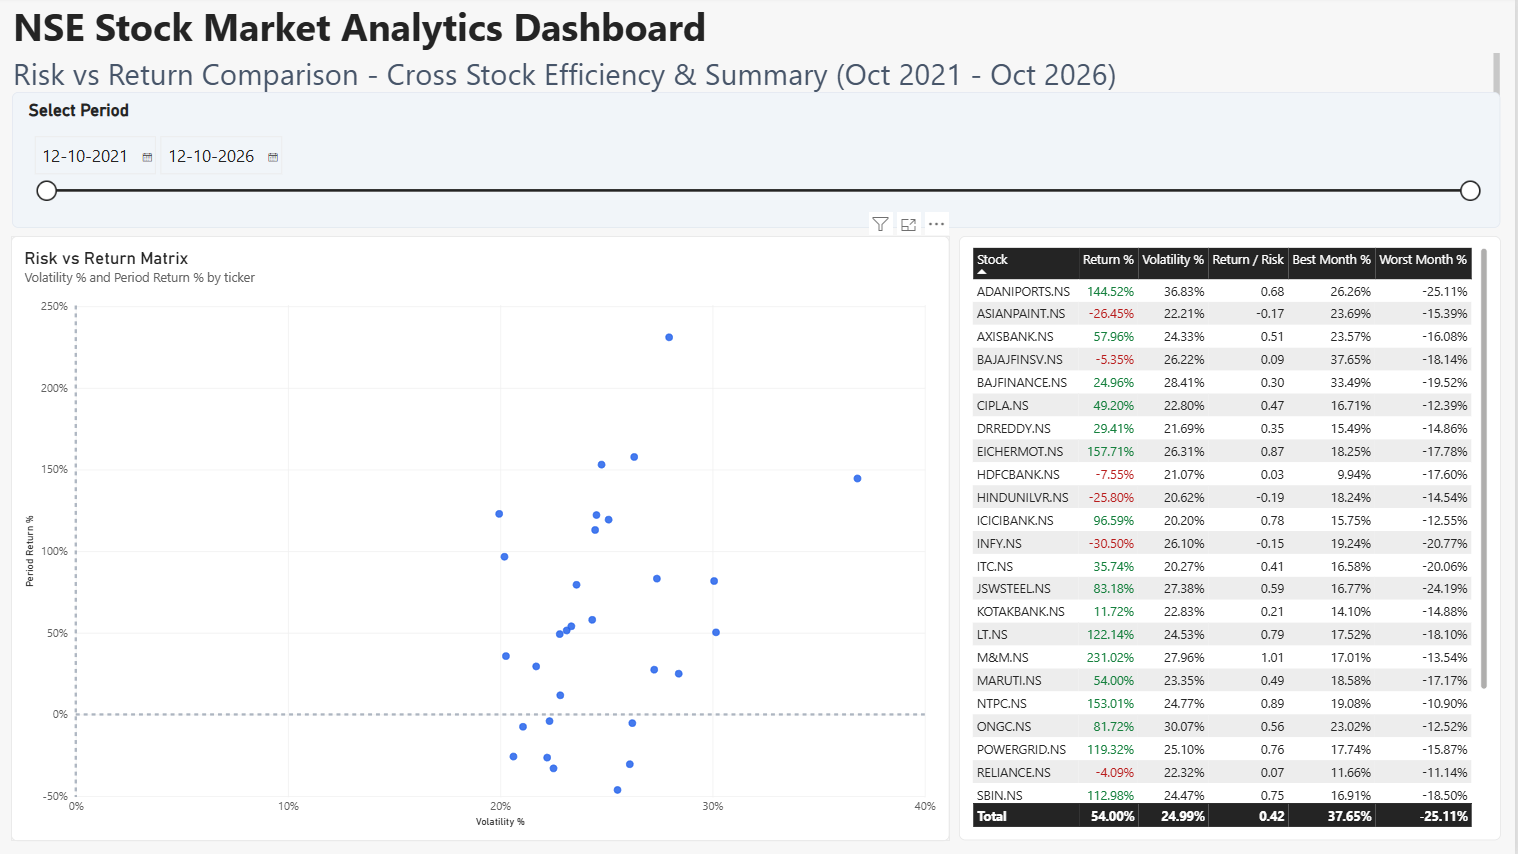 NSE Stock Market Analytics Dashboard
Risk vs Return Comparison - Cross Stock Efficiency & Summary (Oct 2021 - Oct 2026)
Select Period
12-10-2021 12-10-2026
Risk vs Return Matrix
Volatility % and Period Return % by ticker
250%
200%
150%
100%
50%
0%
-50%
Period Return %
0% 10% 20% 30% 40%
Volatility %
Stock Return % Volatility % Return / Risk Best Month % Worst Month %
ADANIPORTS.NS 144.52% 36.83% 0.68 26.26% -25.11%
ASIANPAINT.NS -26.45% 22.21% -0.17 23.69% -15.39%
AXISBANK.NS 57.96% 24.33% 0.51 23.57% -16.08%
BAJAJFINSV.NS -5.35% 26.22% 0.09 37.65% -18.14%
BAJFINANCE.NS 24.96% 28.41% 0.30 33.49% -19.52%
CIPLA.NS 49.20% 22.80% 0.47 16.71% -12.39%
DRREDDY.NS 29.41% 21.69% 0.35 15.49% -14.86%
EICHERMOT.NS 157.71% 26.31% 0.87 18.25% -17.78%
HDFCBANK.NS -7.55% 21.07% 0.03 9.94% -17.60%
HINDUNILVR.NS -25.80% 20.62% -0.19 18.24% -14.54%
ICICIBANK.NS 96.59% 20.20% 0.78 15.75% -12.55%
INFY.NS -30.50% 26.10% -0.15 19.24% -20.77%
ITC.NS 35.74% 20.27% 0.41 16.58% -20.06%
JSWSTEEL.NS 83.18% 27.38% 0.59 16.77% -24.19%
KOTAKBANK.NS 11.72% 22.83% 0.21 14.10% -14.88%
LT.NS 122.14% 24.53% 0.79 17.52% -18.10%
M&M.NS 231.02% 27.96% 1.01 17.01% -13.54%
MARUTI.NS 54.00% 23.35% 0.49 18.58% -17.17%
NTPC.NS 153.01% 24.77% 0.89 19.08% -10.90%
ONGC.NS 81.72% 30.07% 0.56 23.02% -12.52%
POWERGRID.NS 119.32% 25.10% 0.76 17.74% -15.87%
RELIANCE.NS -4.09% 22.32% 0.07 11.66% -11.14%
SBIN.NS 112.98% 24.47% 0.75 16.91% -18.50%
Total 54.00% 24.99% 0.42 37.65% -25.11%